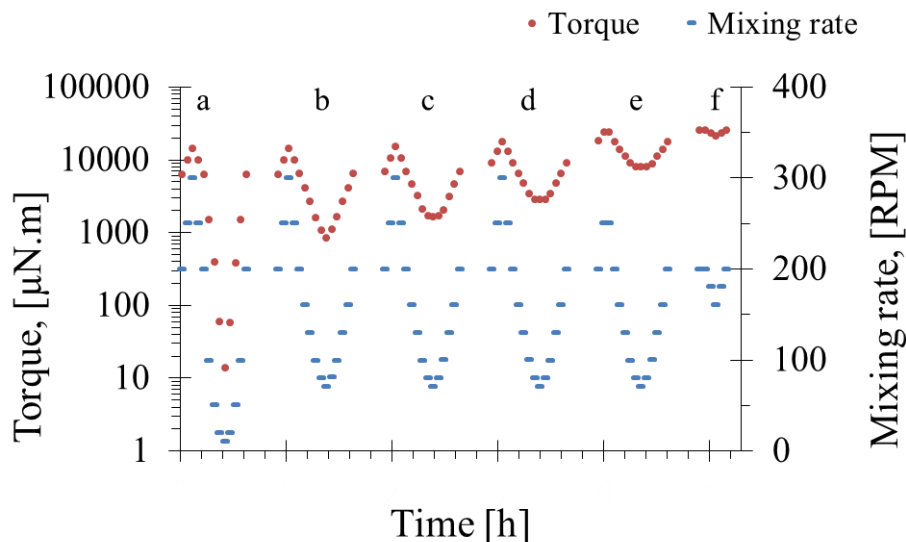 Torque Mixing rate
100000
10000
1000
100
10
1
Torque, [µN.m]
a b c d e f
400
300
200
100
0
Mixing rate, [RPM]
Time [h]